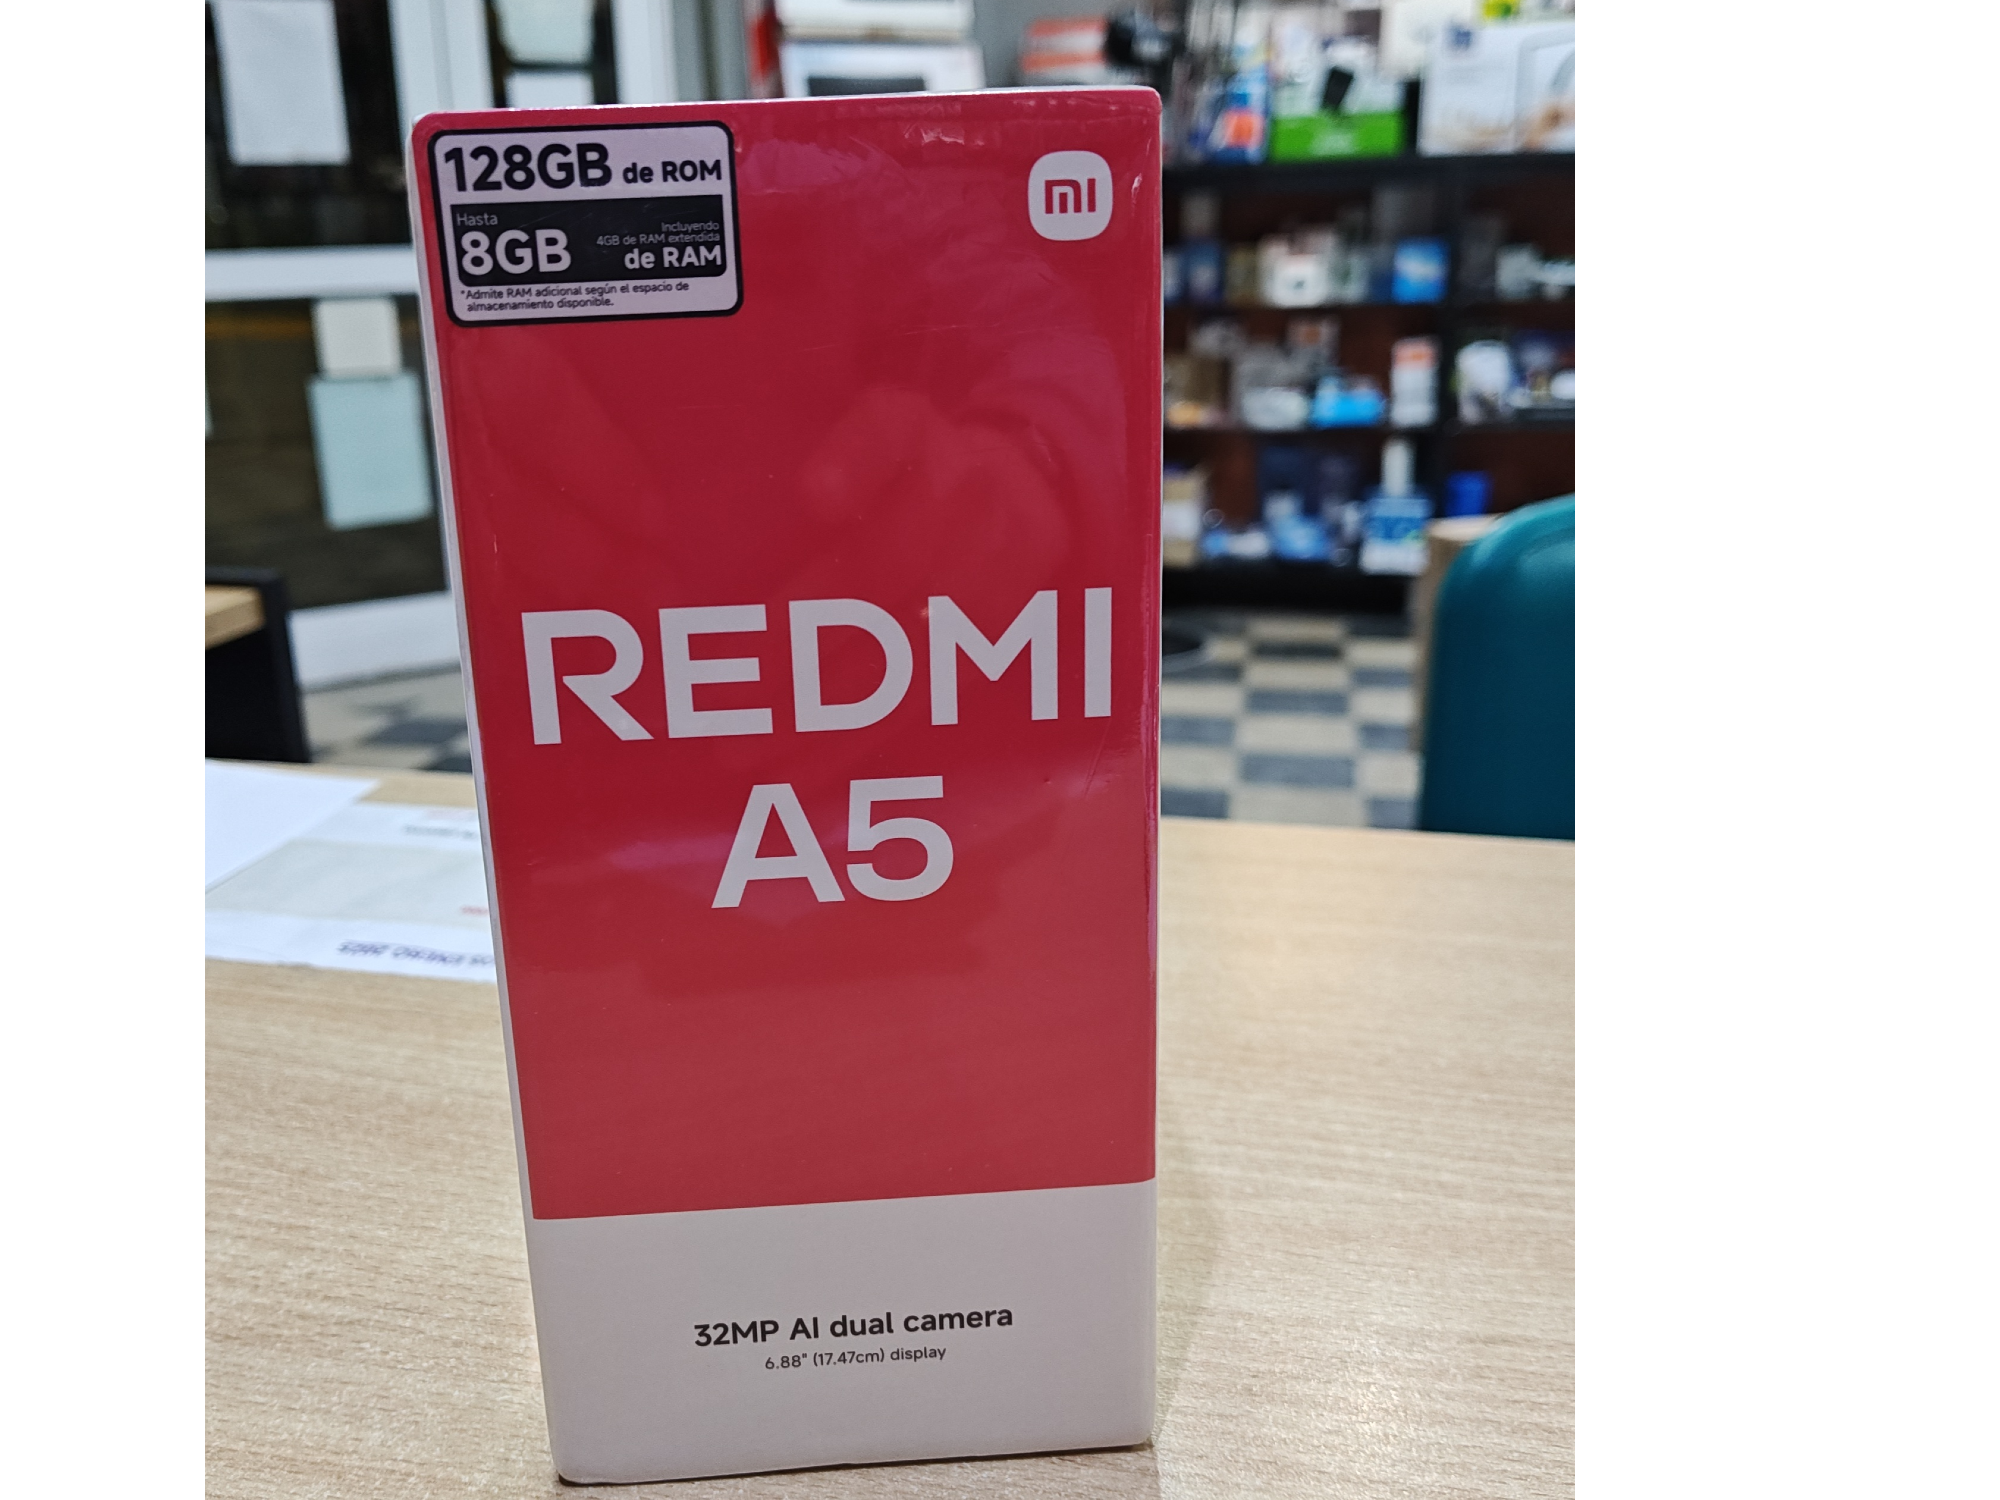 128GB de ROM
Hasta
8GB
Incluyendo
4GB de RAM extendida
de RAM
*Admite RAM adicional según el espacio de
almacenamiento disponible.
mi
REDMI
A5
32MP AI dual camera
6.88" (17.47cm) display